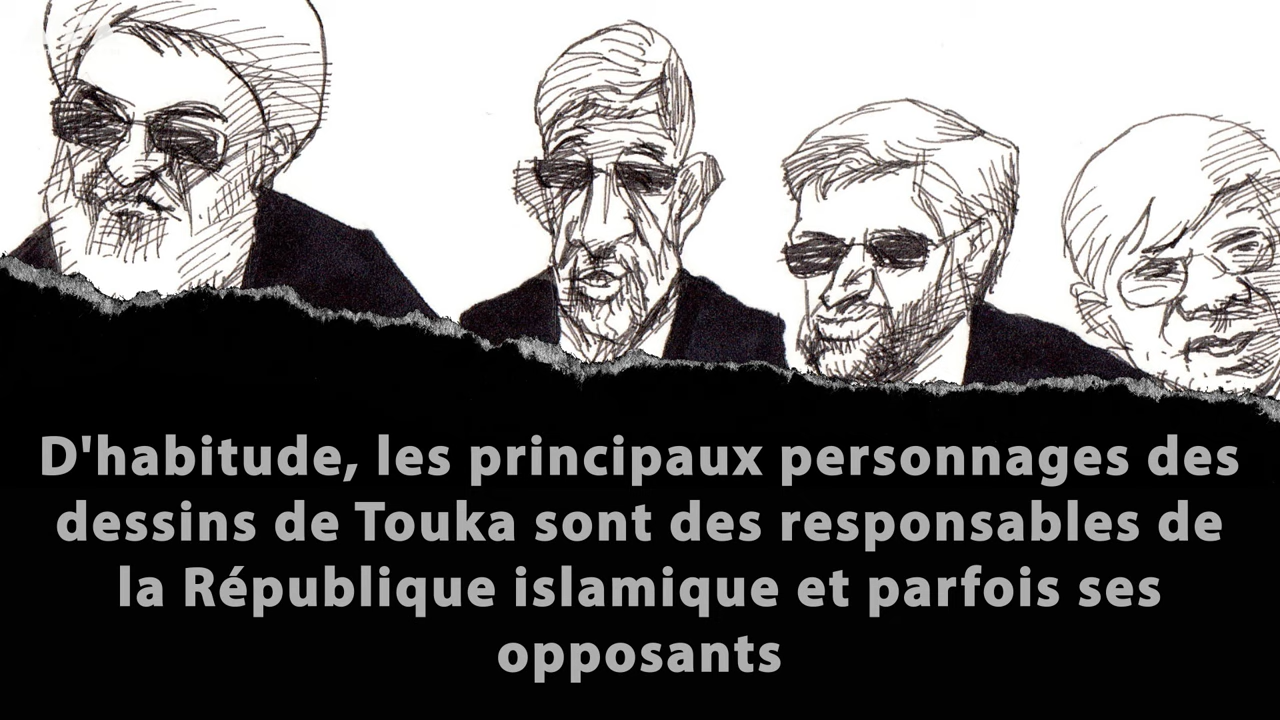 D'habitude, les principaux personnages des
dessins de Touka sont des responsables de
la République islamique et parfois ses
opposants